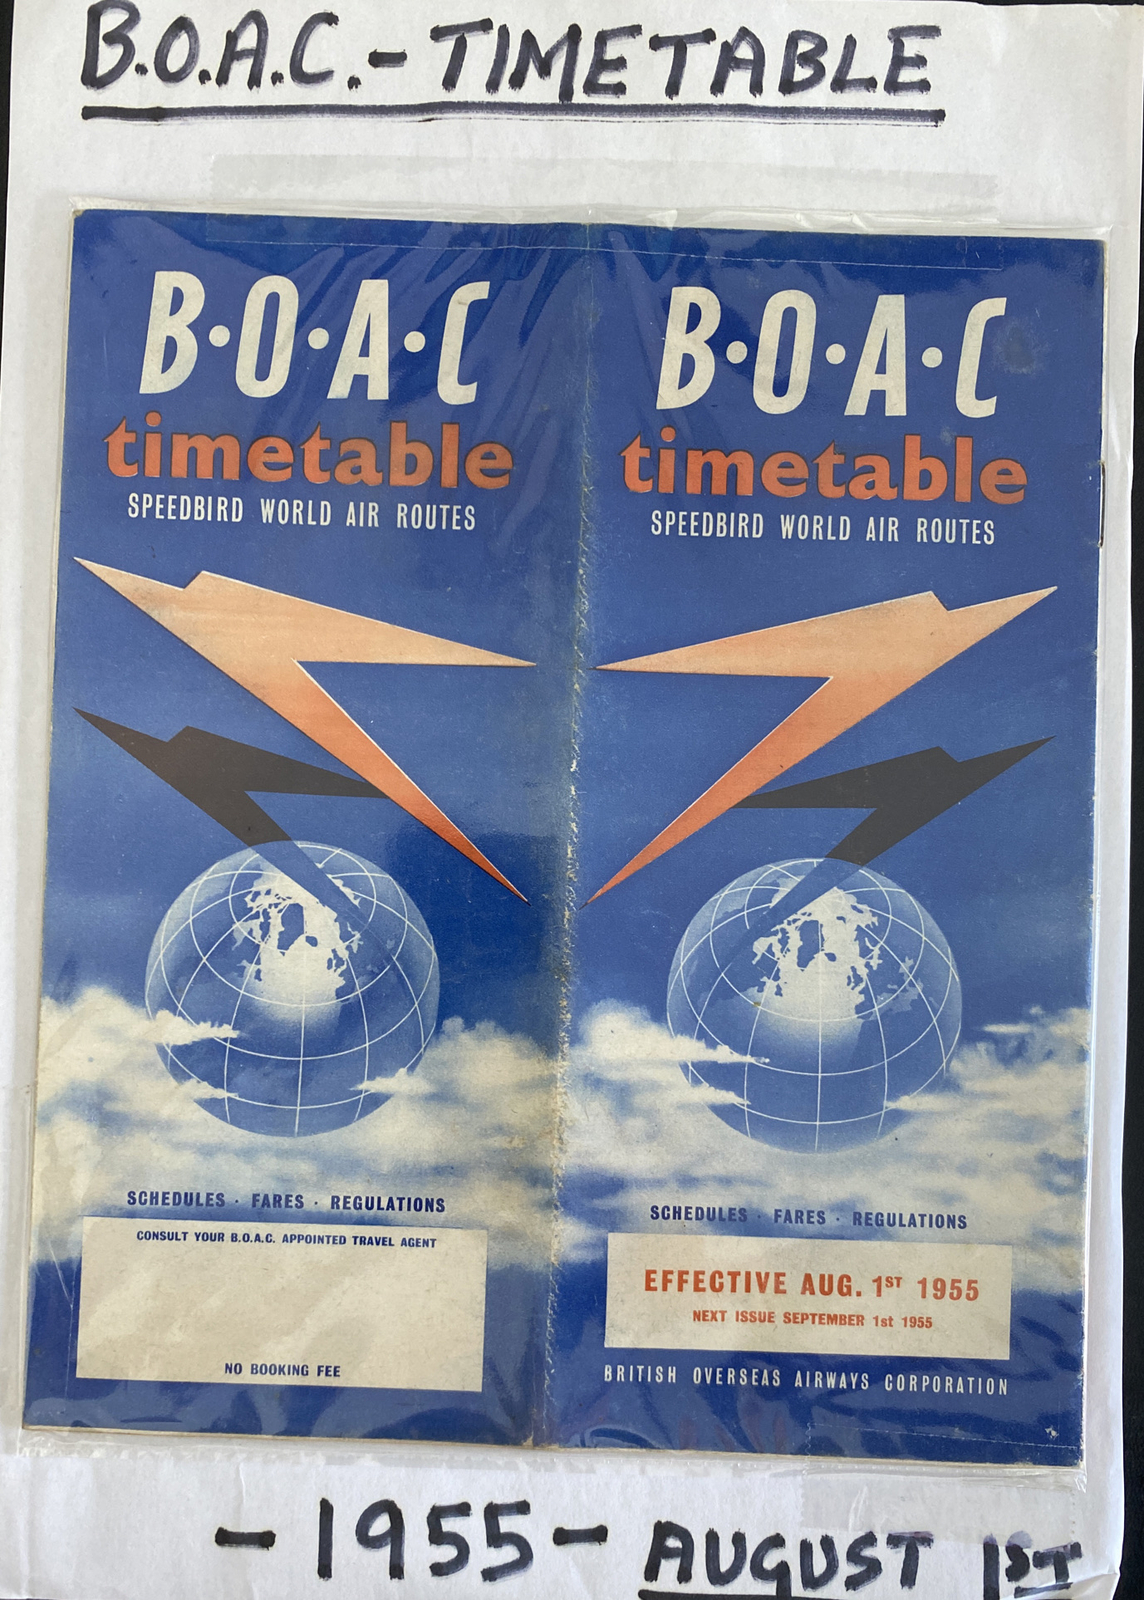 B.O.A.C. - TIMETABLE
B·O·A·C
timetable
SPEEDBIRD WORLD AIR ROUTES
SCHEDULES · FARES · REGULATIONS
CONSULT YOUR B.O.A.C. APPOINTED TRAVEL AGENT
NO BOOKING FEE
B·O·A·C
timetable
SPEEDBIRD WORLD AIR ROUTES
SCHEDULES · FARES · REGULATIONS
EFFECTIVE AUG. 1ST 1955
NEXT ISSUE SEPTEMBER 1st 1955
BRITISH OVERSEAS AIRWAYS CORPORATION
- 1955 - AUGUST 1ST